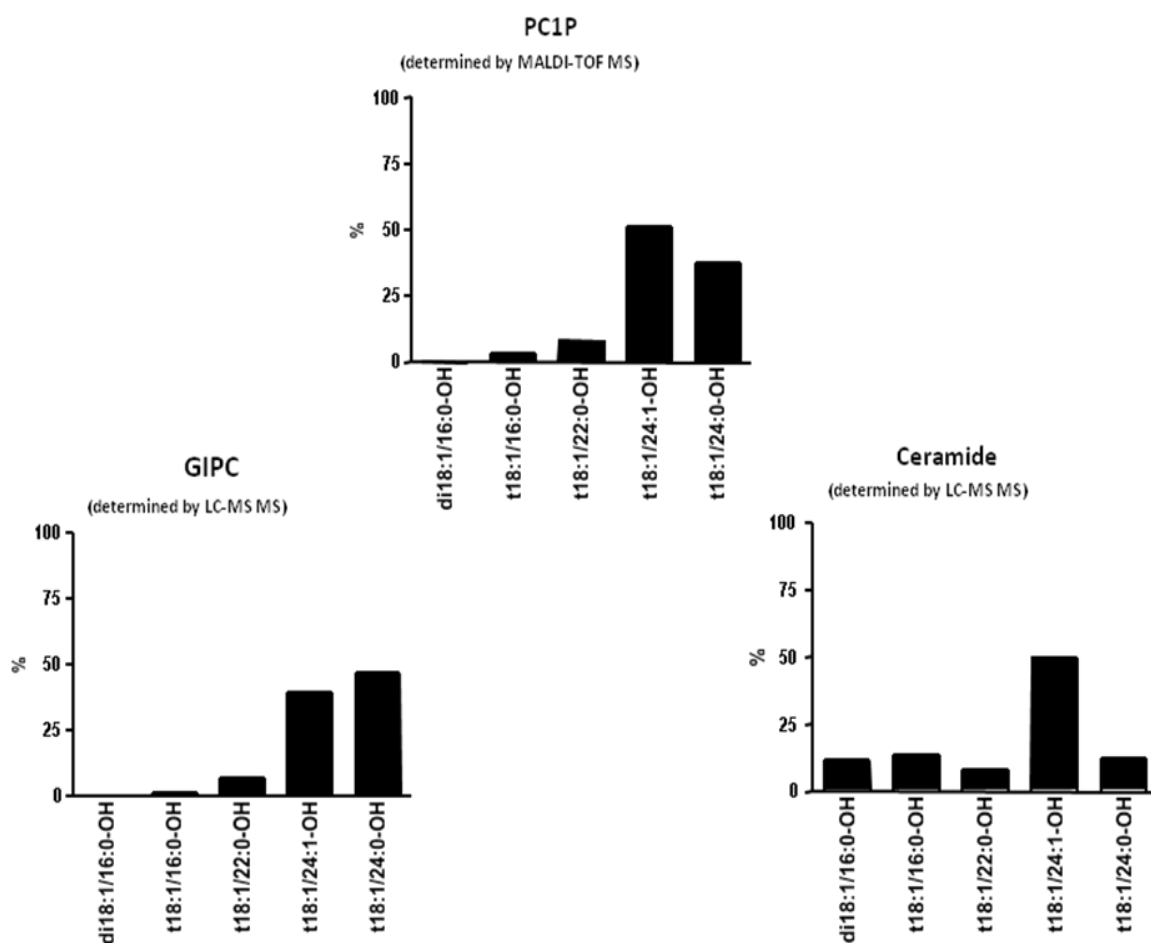 PC1P
(determined by MALDI-TOF MS)
100
75
50
25
0
%
di18:1/16:0-OH
t18:1/16:0-OH
t18:1/22:0-OH
t18:1/24:1-OH
t18:1/24:0-OH
GIPC
(determined by LC-MS MS)
100
75
50
25
0
%
di18:1/16:0-OH
t18:1/16:0-OH
t18:1/22:0-OH
t18:1/24:1-OH
t18:1/24:0-OH
Ceramide
(determined by LC-MS MS)
100
75
50
25
0
%
di18:1/16:0-OH
t18:1/16:0-OH
t18:1/22:0-OH
t18:1/24:1-OH
t18:1/24:0-OH